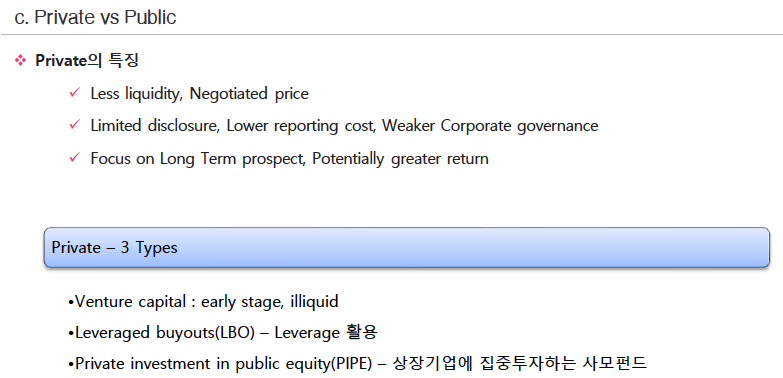 c. Private vs Public
❖ Private의 특징
✓ Less liquidity, Negotiated price
✓ Limited disclosure, Lower reporting cost, Weaker Corporate governance
✓ Focus on Long Term prospect, Potentially greater return
Private – 3 Types
•Venture capital : early stage, illiquid
•Leveraged buyouts(LBO) – Leverage 활용
•Private investment in public equity(PIPE) – 상장기업에 집중투자하는 사모펀드